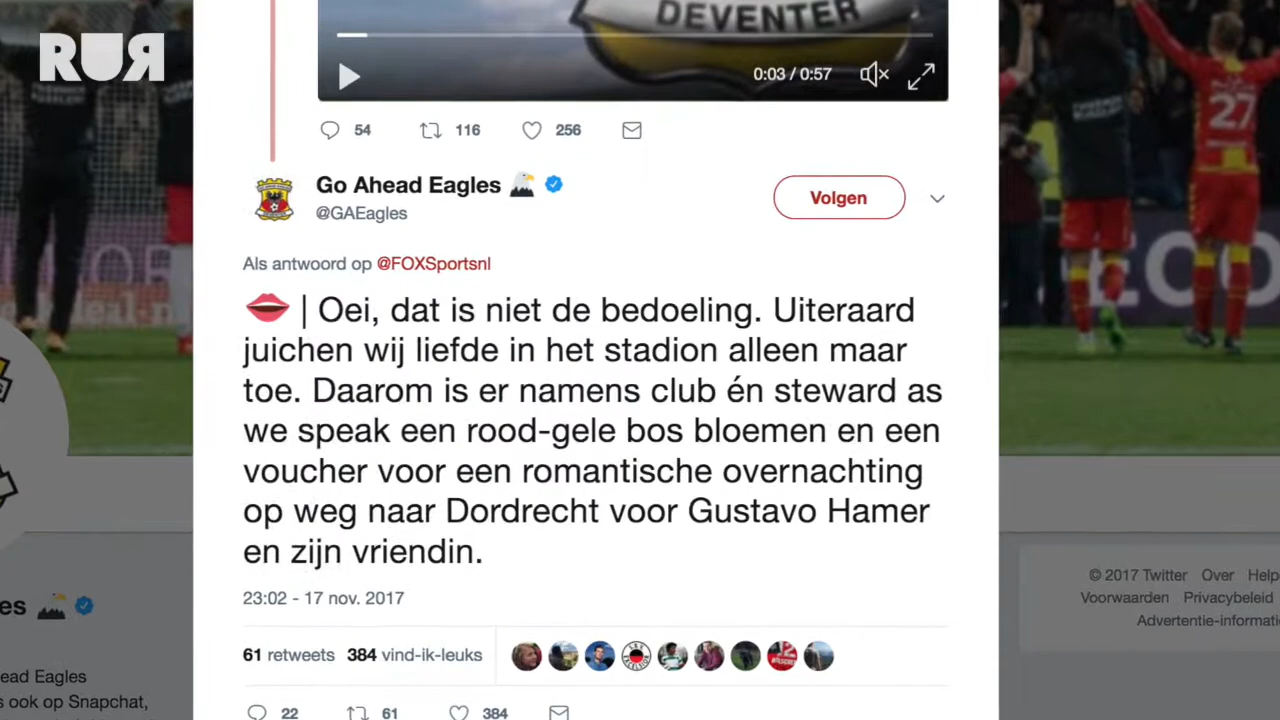 RUR
DEVENTER
0:03 / 0:57
54 116 256
Go Ahead Eagles
@GAEagles
Volgen
27
Als antwoord op @FOXSportsnl
👄 | Oei, dat is niet de bedoeling. Uiteraard
juichen wij liefde in het stadion alleen maar
toe. Daarom is er namens club én steward as
we speak een rood-gele bos bloemen en een
voucher voor een romantische overnachting
op weg naar Dordrecht voor Gustavo Hamer
en zijn vriendin.
23:02 - 17 nov. 2017
61 retweets 384 vind-ik-leuks
22 61 384
es
ead Eagles
s ook op Snapchat,
© 2017 Twitter Over Help
Voorwaarden Privacybeleid
Advertentie-informati